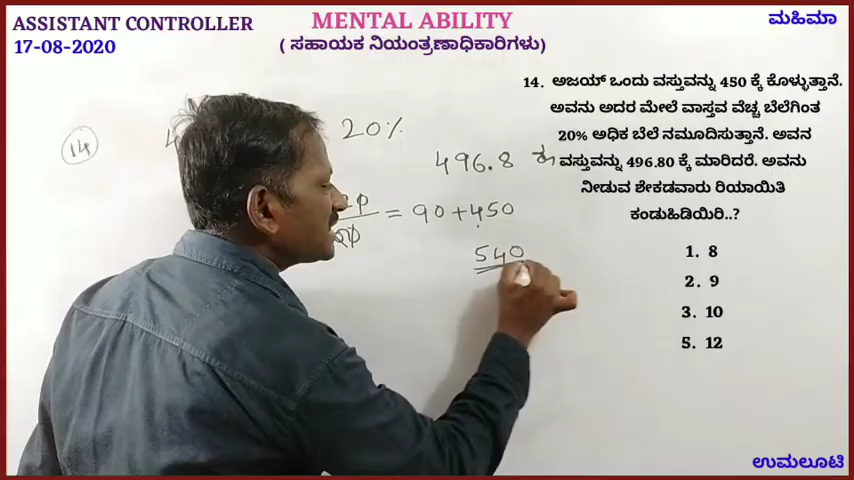 ASSISTANT CONTROLLER
17-08-2020
MENTAL ABILITY
( ಸಹಾಯಕ ನಿಯಂತ್ರಣಾಧಿಕಾರಿಗಳು)
ಮಹಿಮಾ
14. ಅಜಯ್ ಒಂದು ವಸ್ತುವನ್ನು 450 ಕ್ಕೆ ಕೊಳ್ಳುತ್ತಾನೆ.
ಅವನು ಅದರ ಮೇಲೆ ವಾಸ್ತವ ವೆಚ್ಚ ಬೆಲೆಗಿಂತ
20% ಅಧಿಕ ಬೆಲೆ ನಮೂದಿಸುತ್ತಾನೆ. ಅವನ
ವಸ್ತುವನ್ನು 496.80 ಕ್ಕೆ ಮಾರಿದರೆ. ಅವನು
ನೀಡುವ ಶೇಕಡವಾರು ರಿಯಾಯಿತಿ
ಕಂಡುಹಿಡಿಯಿರಿ..?
1. 8
2. 9
3. 10
5. 12
14
20%
496.8
= 90 + 450
540
ಉಮಲೂಟಿ